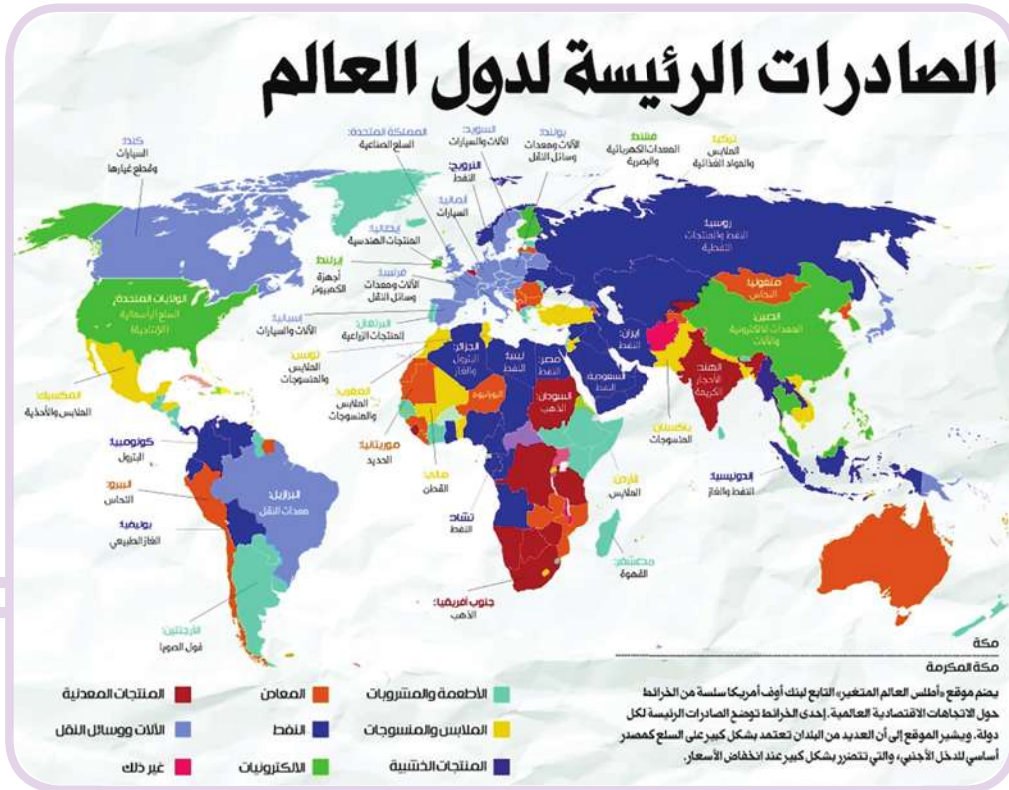 الصادرات الرئيسة لدول العالم
تركيا:
الملابس
والمواد الغذائية
فنلندا:
المعدات الكهربائية
والبصرية
بولندا:
الآلات ومعدات
وسائل النقل
السويد:
الآلات والسيارات
المملكة المتحدة:
السلع الصناعية
كندا:
السيارات
وقطع غيارها
النرويج:
النفط
ألمانيا:
السيارات
إيطاليا:
المنتجات الهندسية
إيرلندا:
أجهزة
الكمبيوتر
فرنسا:
الآلات ومعدات
وسائل النقل
إسبانيا:
الآلات والسيارات
البرتغال:
المنتجات الزراعية
روسيا:
النفط والمنتجات
النفطية
منغوليا:
النحاس
الصين:
المعدات الالكترونية
والآلات
الولايات المتحدة:
السلع الرأسمالية
(الإنتاجية)
إيران:
النفط
السعودية:
النفط
مصر:
النفط
ليبيا:
النفط
الجزائر:
البترول
والغاز
تونس:
الملابس
والمنسوجات
المغرب:
الملابس
والمنسوجات
المكسيك:
الملابس والأحذية
الهند:
الأحجار
الكريمة
السودان:
الذهب
اليورانيوم
باكستان:
المنسوجات
موريتانيا:
الحديد
كولومبيا:
البترول
إندونيسيا:
النفط والغاز
الأردن:
الملابس
مالي:
القطن
البيرو:
النحاس
البرازيل:
معدات النقل
تشاد:
النفط
بوليفيا:
الغاز الطبيعي
مدغشقر:
القهوة
جنوب أفريقيا:
الذهب
الأرجنتين:
فول الصويا
مكة
مكة المكرمة
يضم موقع «أطلس العالم المتغير» التابع لبنك أوف أمريكا سلسة من الخرائط
حول الاتجاهات الاقتصادية العالمية. إحدى الخرائط توضح الصادرات الرئيسة لكل
دولة. ويشير الموقع إلى أن العديد من البلدان تعتمد بشكل كبير على السلع كمصدر
أساسي للدخل الأجنبي، والتي تتضرر بشكل كبير عند انخفاض الأسعار.
الأطعمة والمشروبات
المعادن
المنتجات المعدنية
الملابس والمنسوجات
النفط
الآلات ووسائل النقل
المنتجات الخشبية
الالكترونيات
غير ذلك